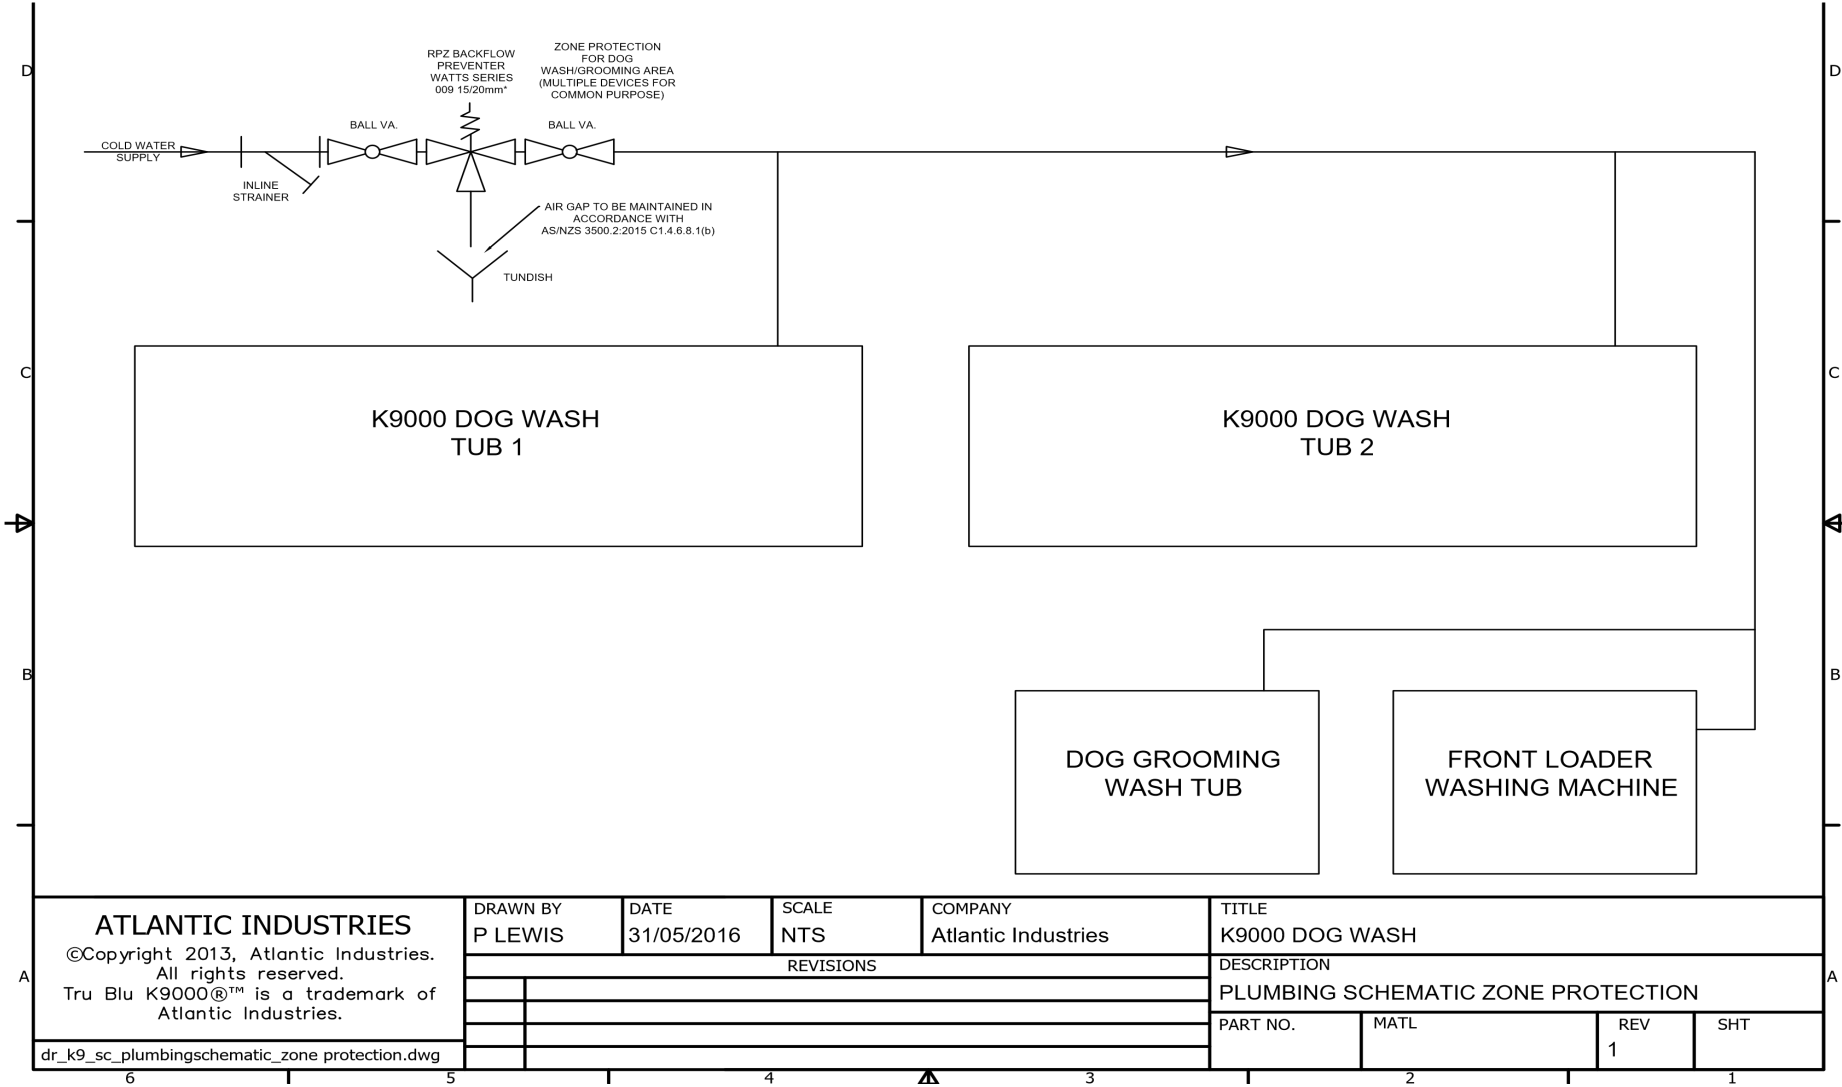 D
D
RPZ BACKFLOW
PREVENTER
WATTS SERIES
009 15/20mm*
ZONE PROTECTION
FOR DOG
WASH/GROOMING AREA
(MULTIPLE DEVICES FOR
COMMON PURPOSE)
BALL VA.
BALL VA.
COLD WATER
SUPPLY
INLINE
STRAINER
AIR GAP TO BE MAINTAINED IN
ACCORDANCE WITH
AS/NZS 3500.2:2015 C1.4.6.8.1(b)
TUNDISH
C
C
K9000 DOG WASH
TUB 1
K9000 DOG WASH
TUB 2
B
B
DOG GROOMING
WASH TUB
FRONT LOADER
WASHING MACHINE
ATLANTIC INDUSTRIES
©Copyright 2013, Atlantic Industries.
All rights reserved.
Tru Blu K9000®™ is a trademark of
Atlantic Industries.
dr_k9_sc_plumbingschematic_zone protection.dwg
DRAWN BY
P LEWIS
DATE
31/05/2016
SCALE
NTS
COMPANY
Atlantic Industries
TITLE
K9000 DOG WASH
REVISIONS
DESCRIPTION
PLUMBING SCHEMATIC ZONE PROTECTION
PART NO.
MATL
REV
1
SHT
A
A
6
5
4
3
2
1